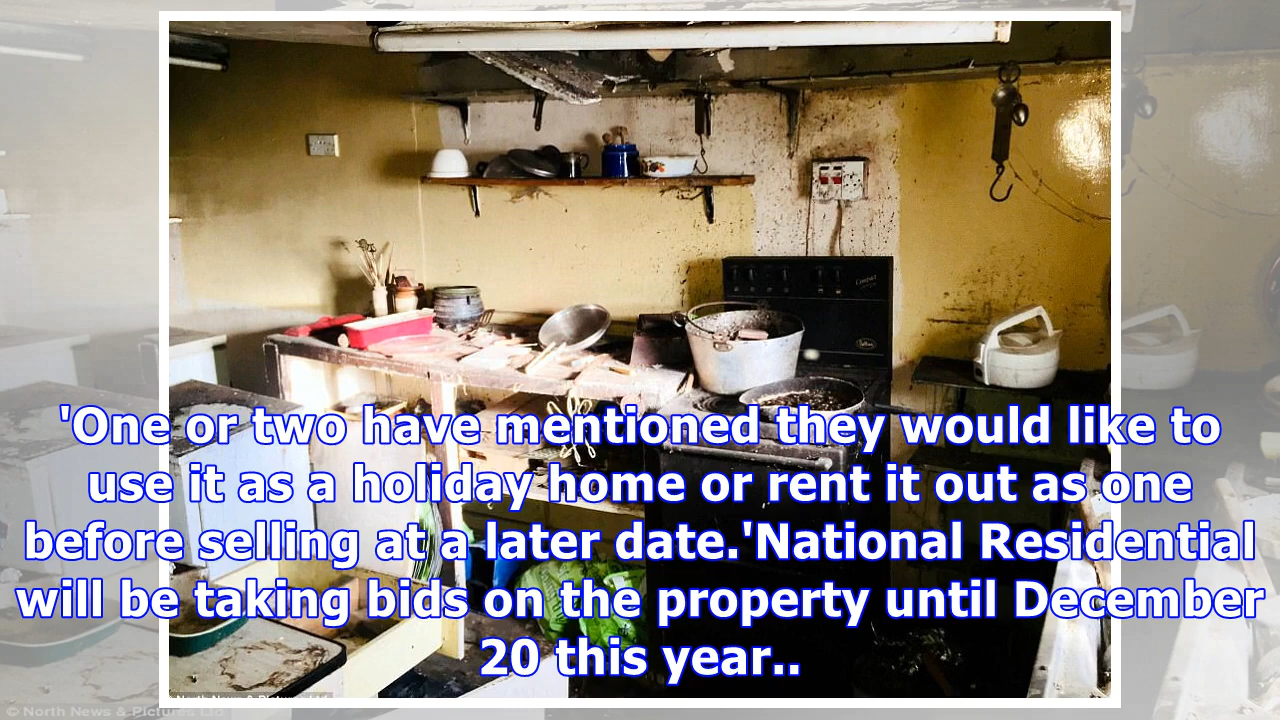 'One or two have mentioned they would like to
use it as a holiday home or rent it out as one
before selling at a later date.'National Residential
will be taking bids on the property until December
20 this year..
© North News & Pictures Ltd